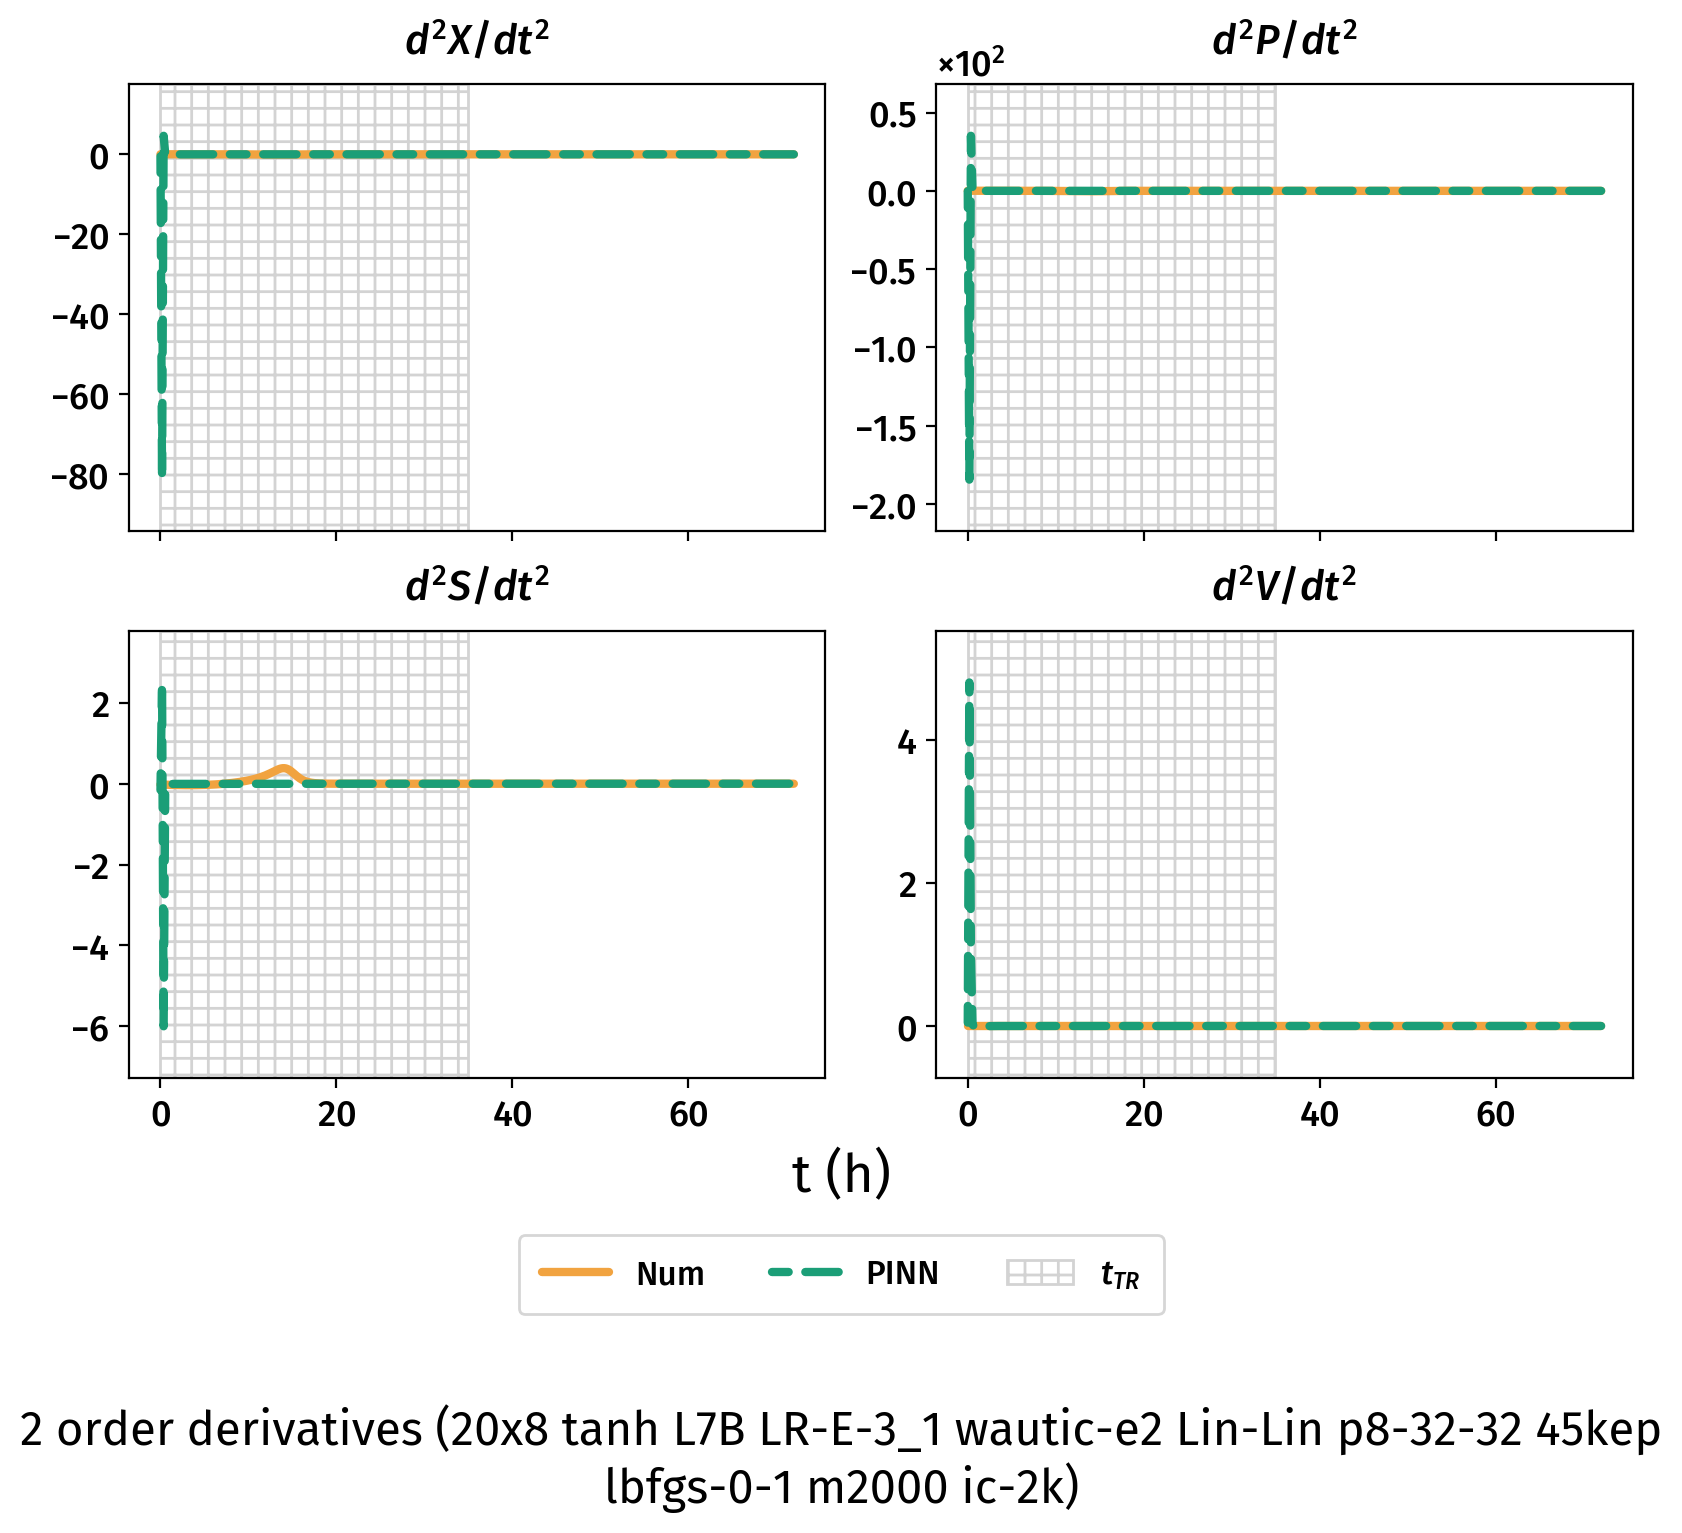 d²X/dt²
d²P/dt²
×10²
0
−20
−40
−60
−80
0.5
0.0
−0.5
−1.0
−1.5
−2.0
d²S/dt²
d²V/dt²
2
0
−2
−4
−6
4
2
0
0 20 40 60
0 20 40 60
t (h)
Num PINN t_TR
2 order derivatives (20x8 tanh L7B LR-E-3_1 wautic-e2 Lin-Lin p8-32-32 45kep
lbfgs-0-1 m2000 ic-2k)